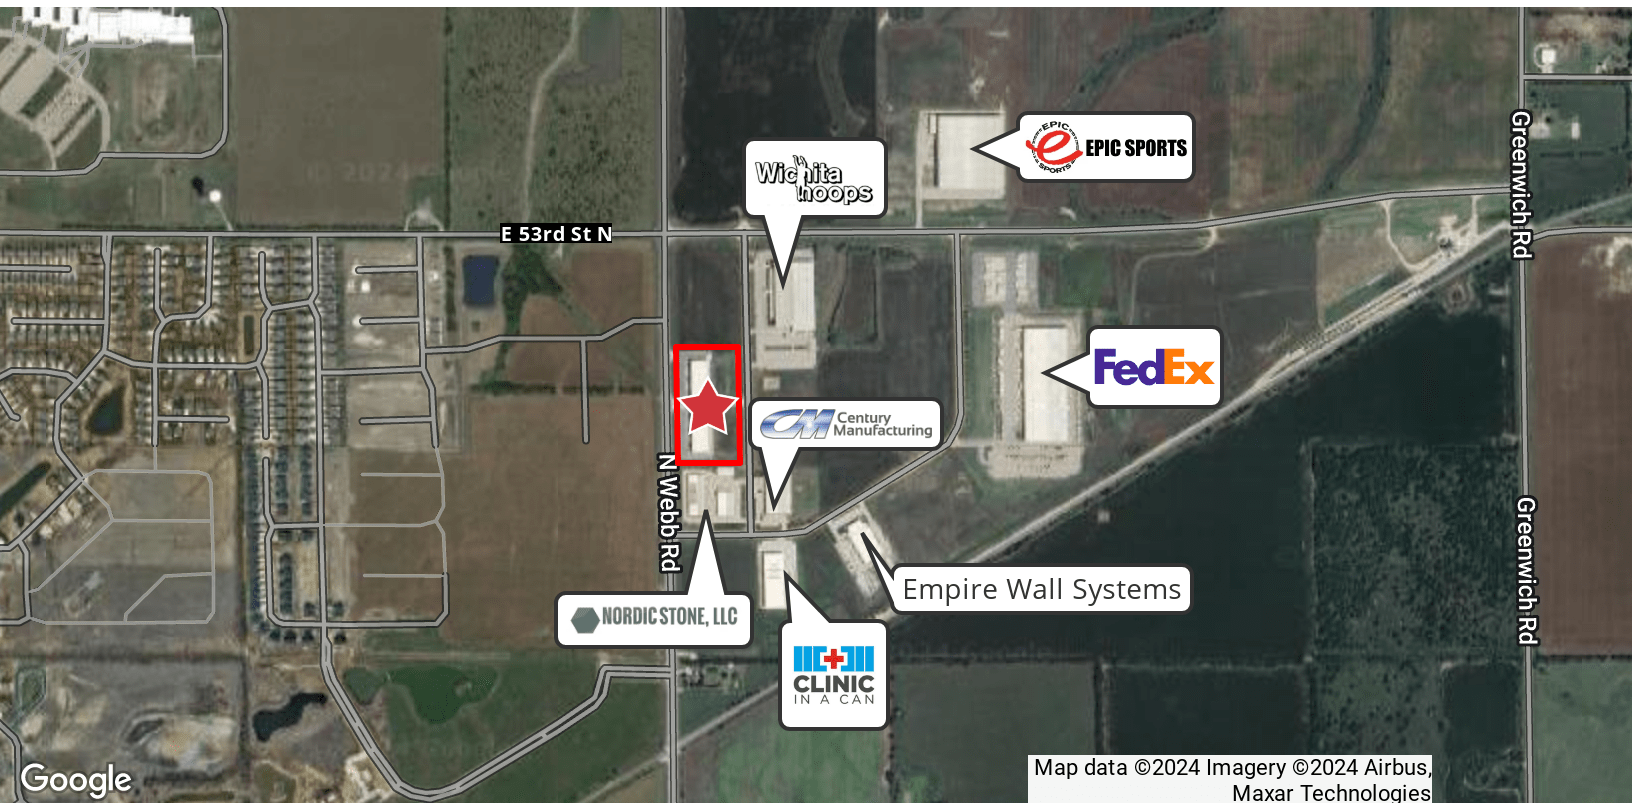 EPIC
SPORTS
EPIC SPORTS
Wichita
hoops
Greenwich Rd
E 53rd St N
FedEx
Century
Manufacturing
CM
N Webb Rd
Greenwich Rd
Empire Wall Systems
NORDIC STONE, LLC
CLINIC
IN A CAN
Google
Map data ©2024 Imagery ©2024 Airbus,
Maxar Technologies